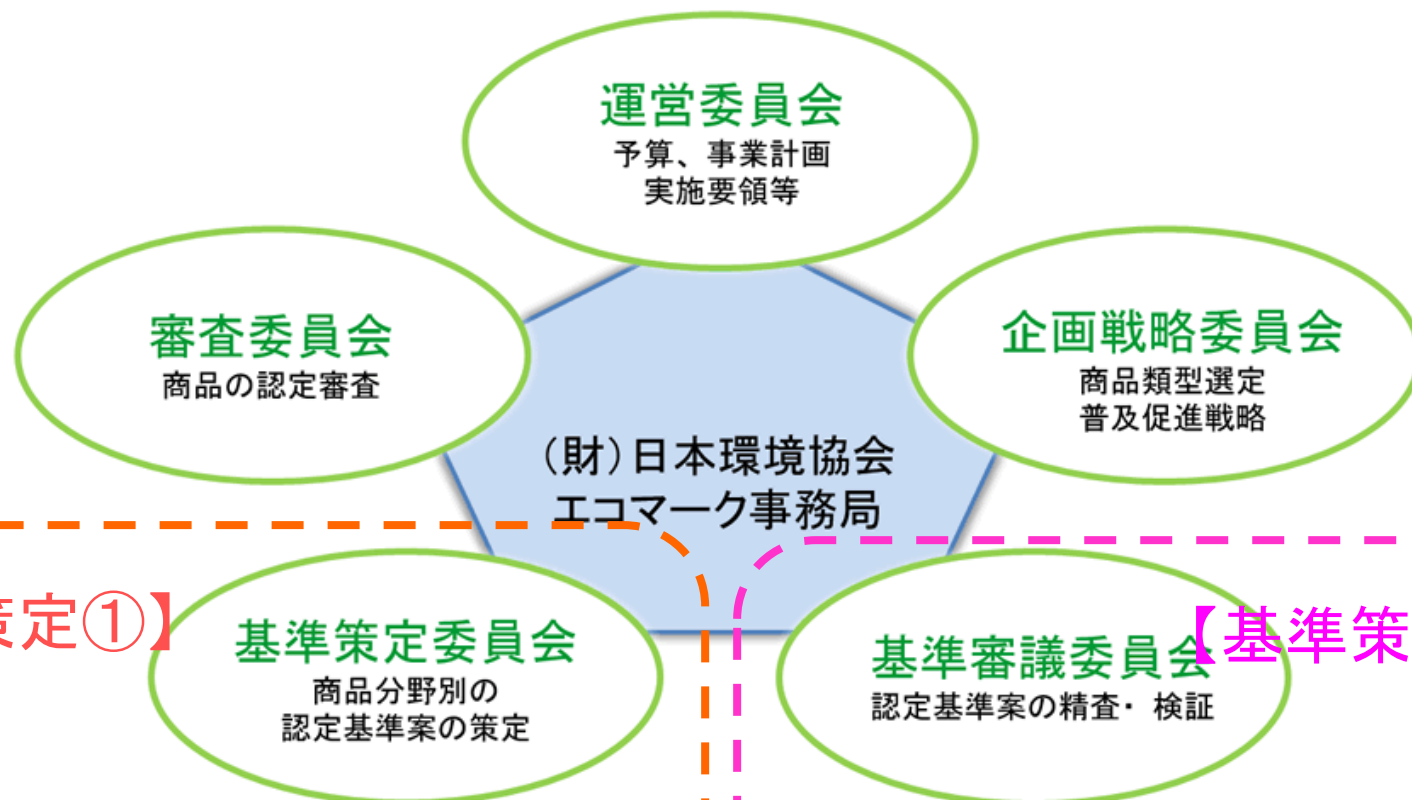 運営委員会
予算、事業計画
実施要領等
審査委員会
商品の認定審査
企画戦略委員会
商品類型選定
普及促進戦略
（財）日本環境協会
エコマーク事務局
策定①】
基準策定委員会
商品分野別の
認定基準案の策定
【基準策
基準審議委員会
認定基準案の精査・ 検証